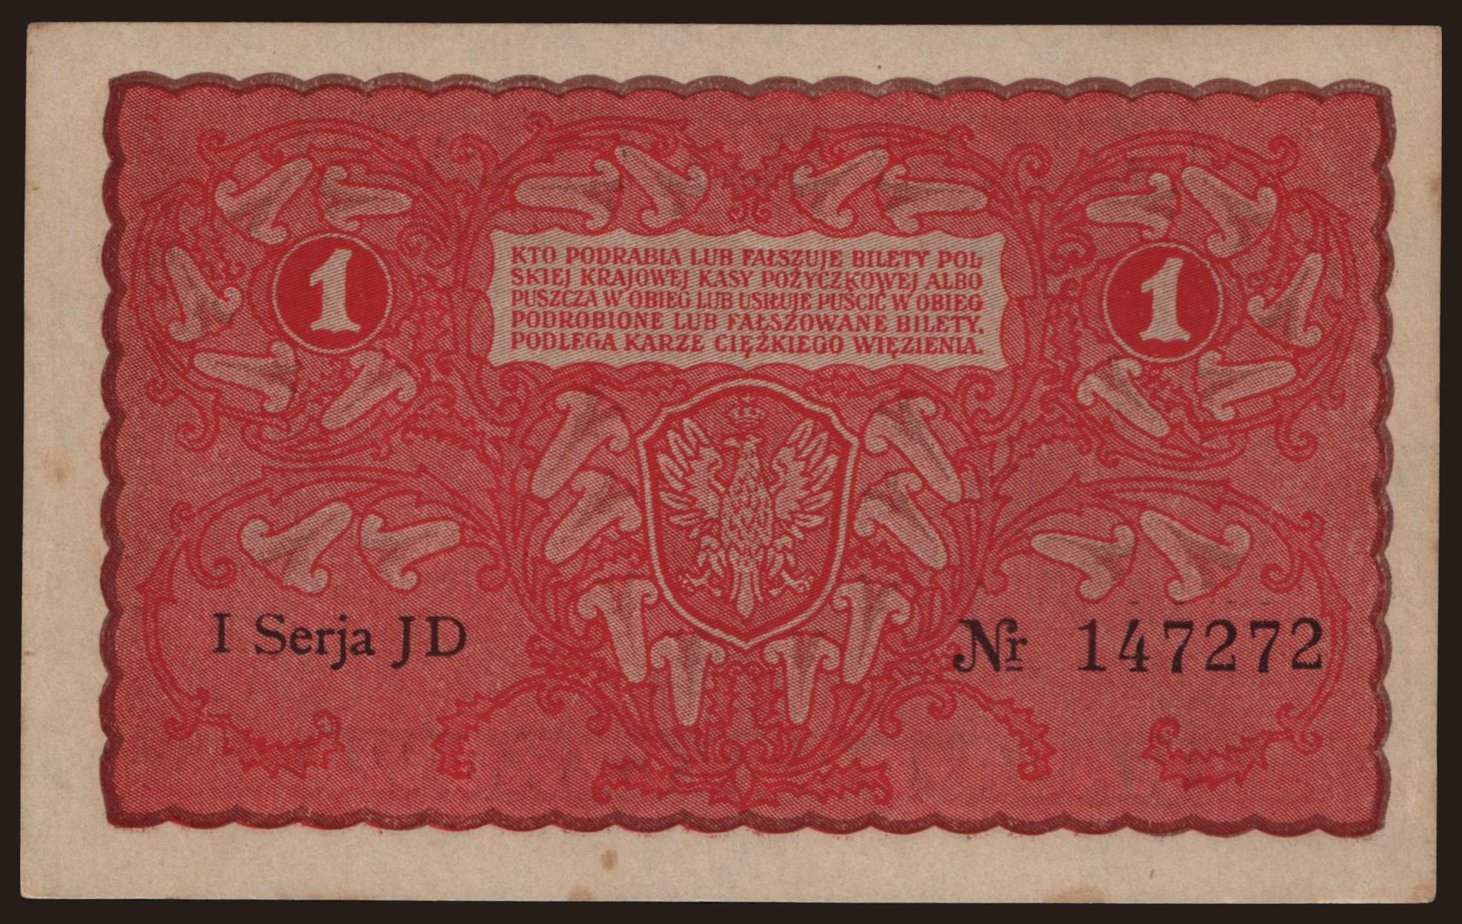 KTO PODRABIA LUB FAŁSZUJE BILETY POL
SKIEJ KRAJOWEJ KASY POŻYCZKOWEJ ALBO
PUSZCZA W OBIEG LUB USIŁUJE PUŚCIĆ W OBIEG
PODROBIONE LUB FAŁSZOWANE BILETY,
PODLEGA KARZE CIĘŻKIEGO WIĘZIENIA.
1
1
I Serja JD
Nr 147272